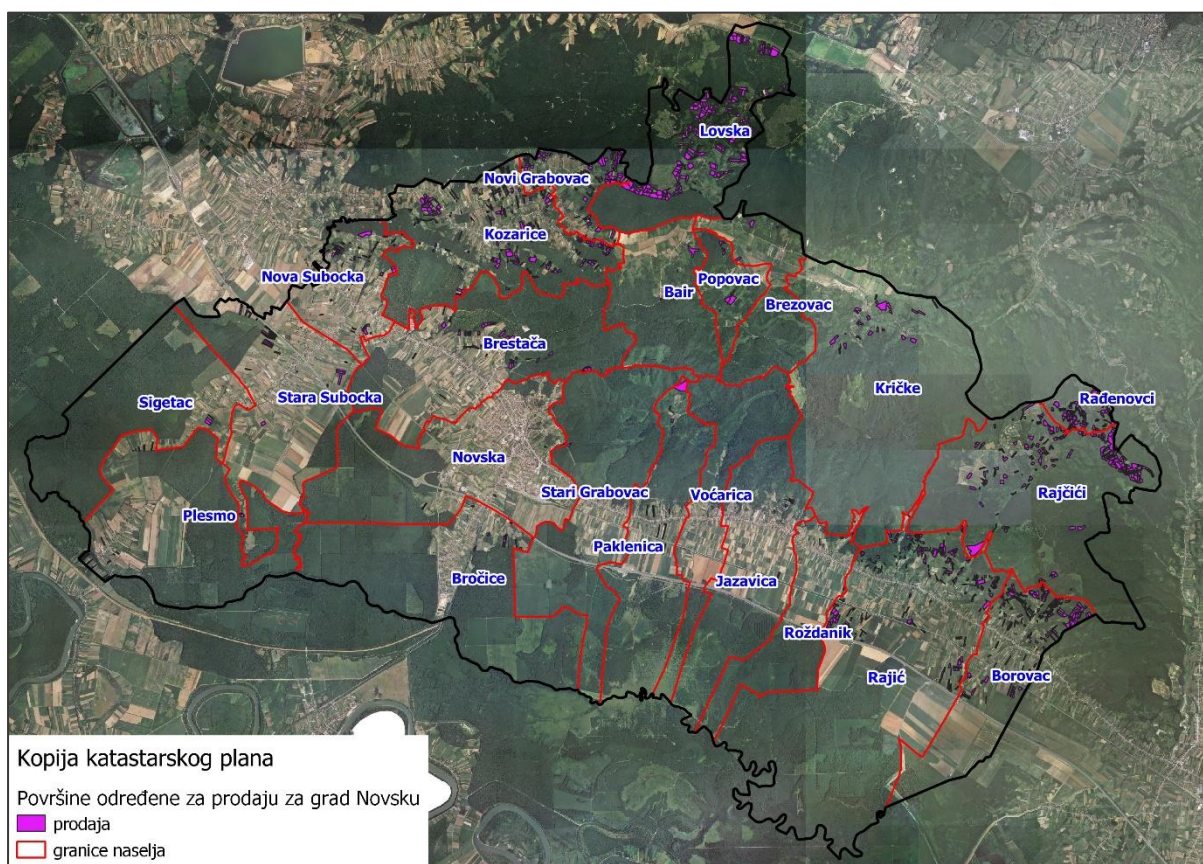 Lovska
Novi Grabovac
Kozarice
Nova Subocka
Popovac
Bair
Brezovac
Brestača
Kričke
Rađenovci
Sigetac
Stara Subocka
Novska
Rajčići
Stari Grabovac
Voćarica
Plesmo
Paklenica
Bročice
Jazavica
Roždanik
Rajić
Borovac
Kopija katastarskog plana
Površine određene za prodaju za grad Novsku
prodaja
granice naselja